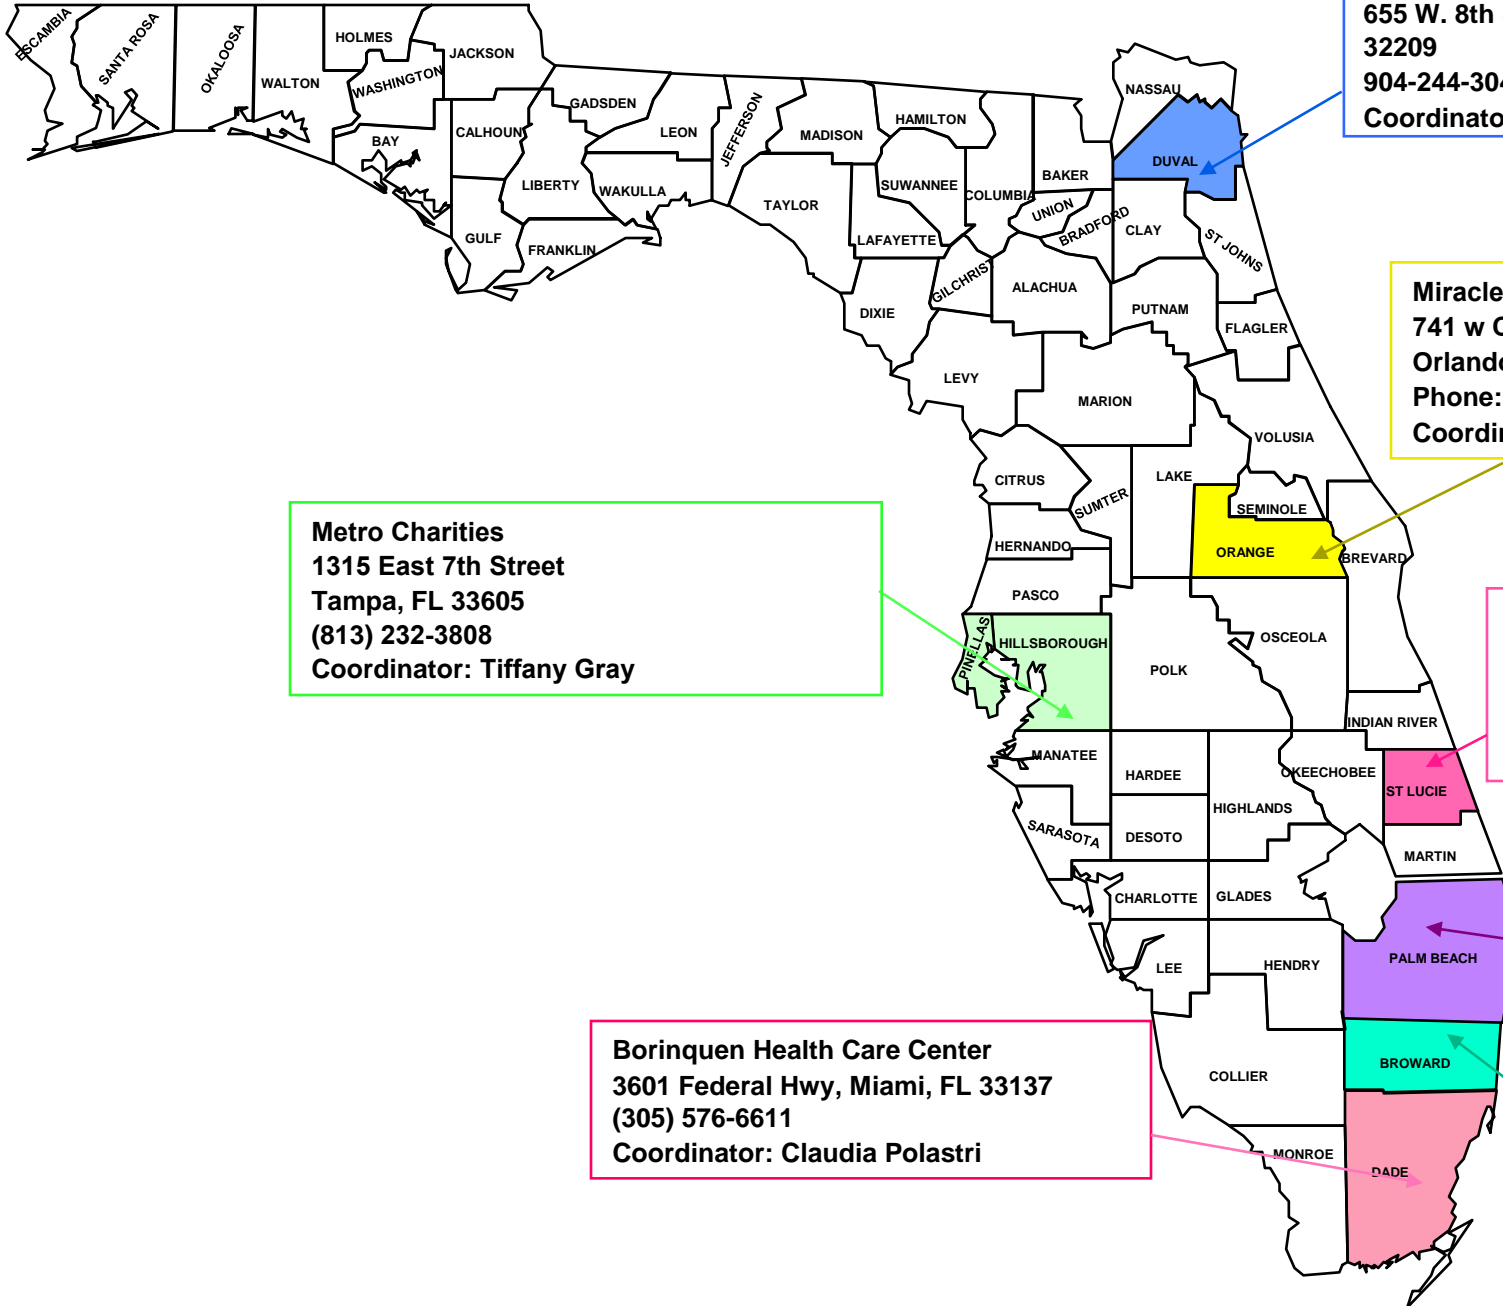 ESCAMBIA
SANTA ROSA
OKALOOSA
WALTON
HOLMES
WASHINGTON
JACKSON
BAY
CALHOUN
GULF
GADSDEN
LIBERTY
FRANKLIN
LEON
WAKULLA
JEFFERSON
MADISON
TAYLOR
HAMILTON
SUWANNEE
LAFAYETTE
COLUMBIA
BAKER
UNION
BRADFORD
NASSAU
DUVAL
CLAY
ST JOHNS
GILCHRIST
ALACHUA
DIXIE
PUTNAM
FLAGLER
LEVY
MARION
VOLUSIA
CITRUS
SUMTER
LAKE
SEMINOLE
ORANGE
BREVARD
HERNANDO
PASCO
PINELLAS
HILLSBOROUGH
POLK
OSCEOLA
INDIAN RIVER
MANATEE
HARDEE
HIGHLANDS
OKEECHOBEE
ST LUCIE
SARASOTA
DESOTO
MARTIN
CHARLOTTE
GLADES
LEE
HENDRY
PALM BEACH
COLLIER
BROWARD
MONROE
DADE
655 W. 8th
32209
904-244-304
Coordinato
Miracle
741 w C
Orlando
Phone:
Coordin
Metro Charities
1315 East 7th Street
Tampa, FL 33605
(813) 232-3808
Coordinator: Tiffany Gray
Borinquen Health Care Center
3601 Federal Hwy, Miami, FL 33137
(305) 576-6611
Coordinator: Claudia Polastri